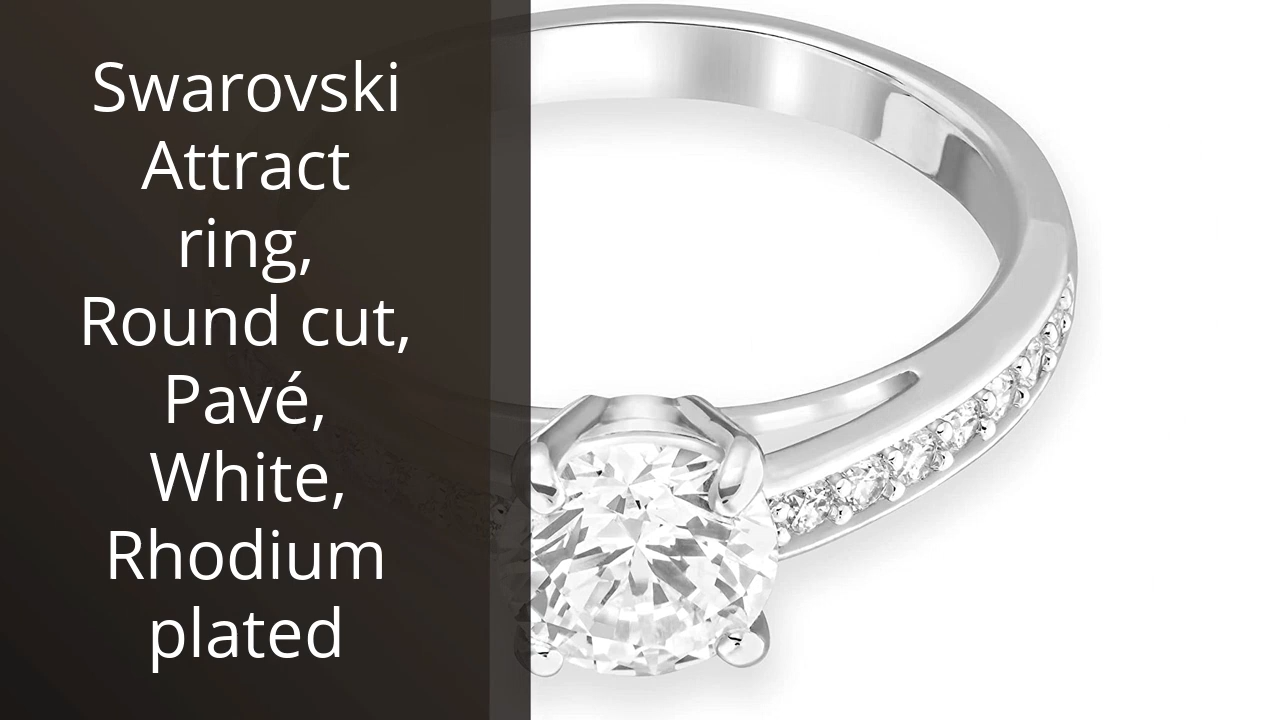 Swarovski
Attract
ring,
Round cut,
Pavé,
White,
Rhodium
plated